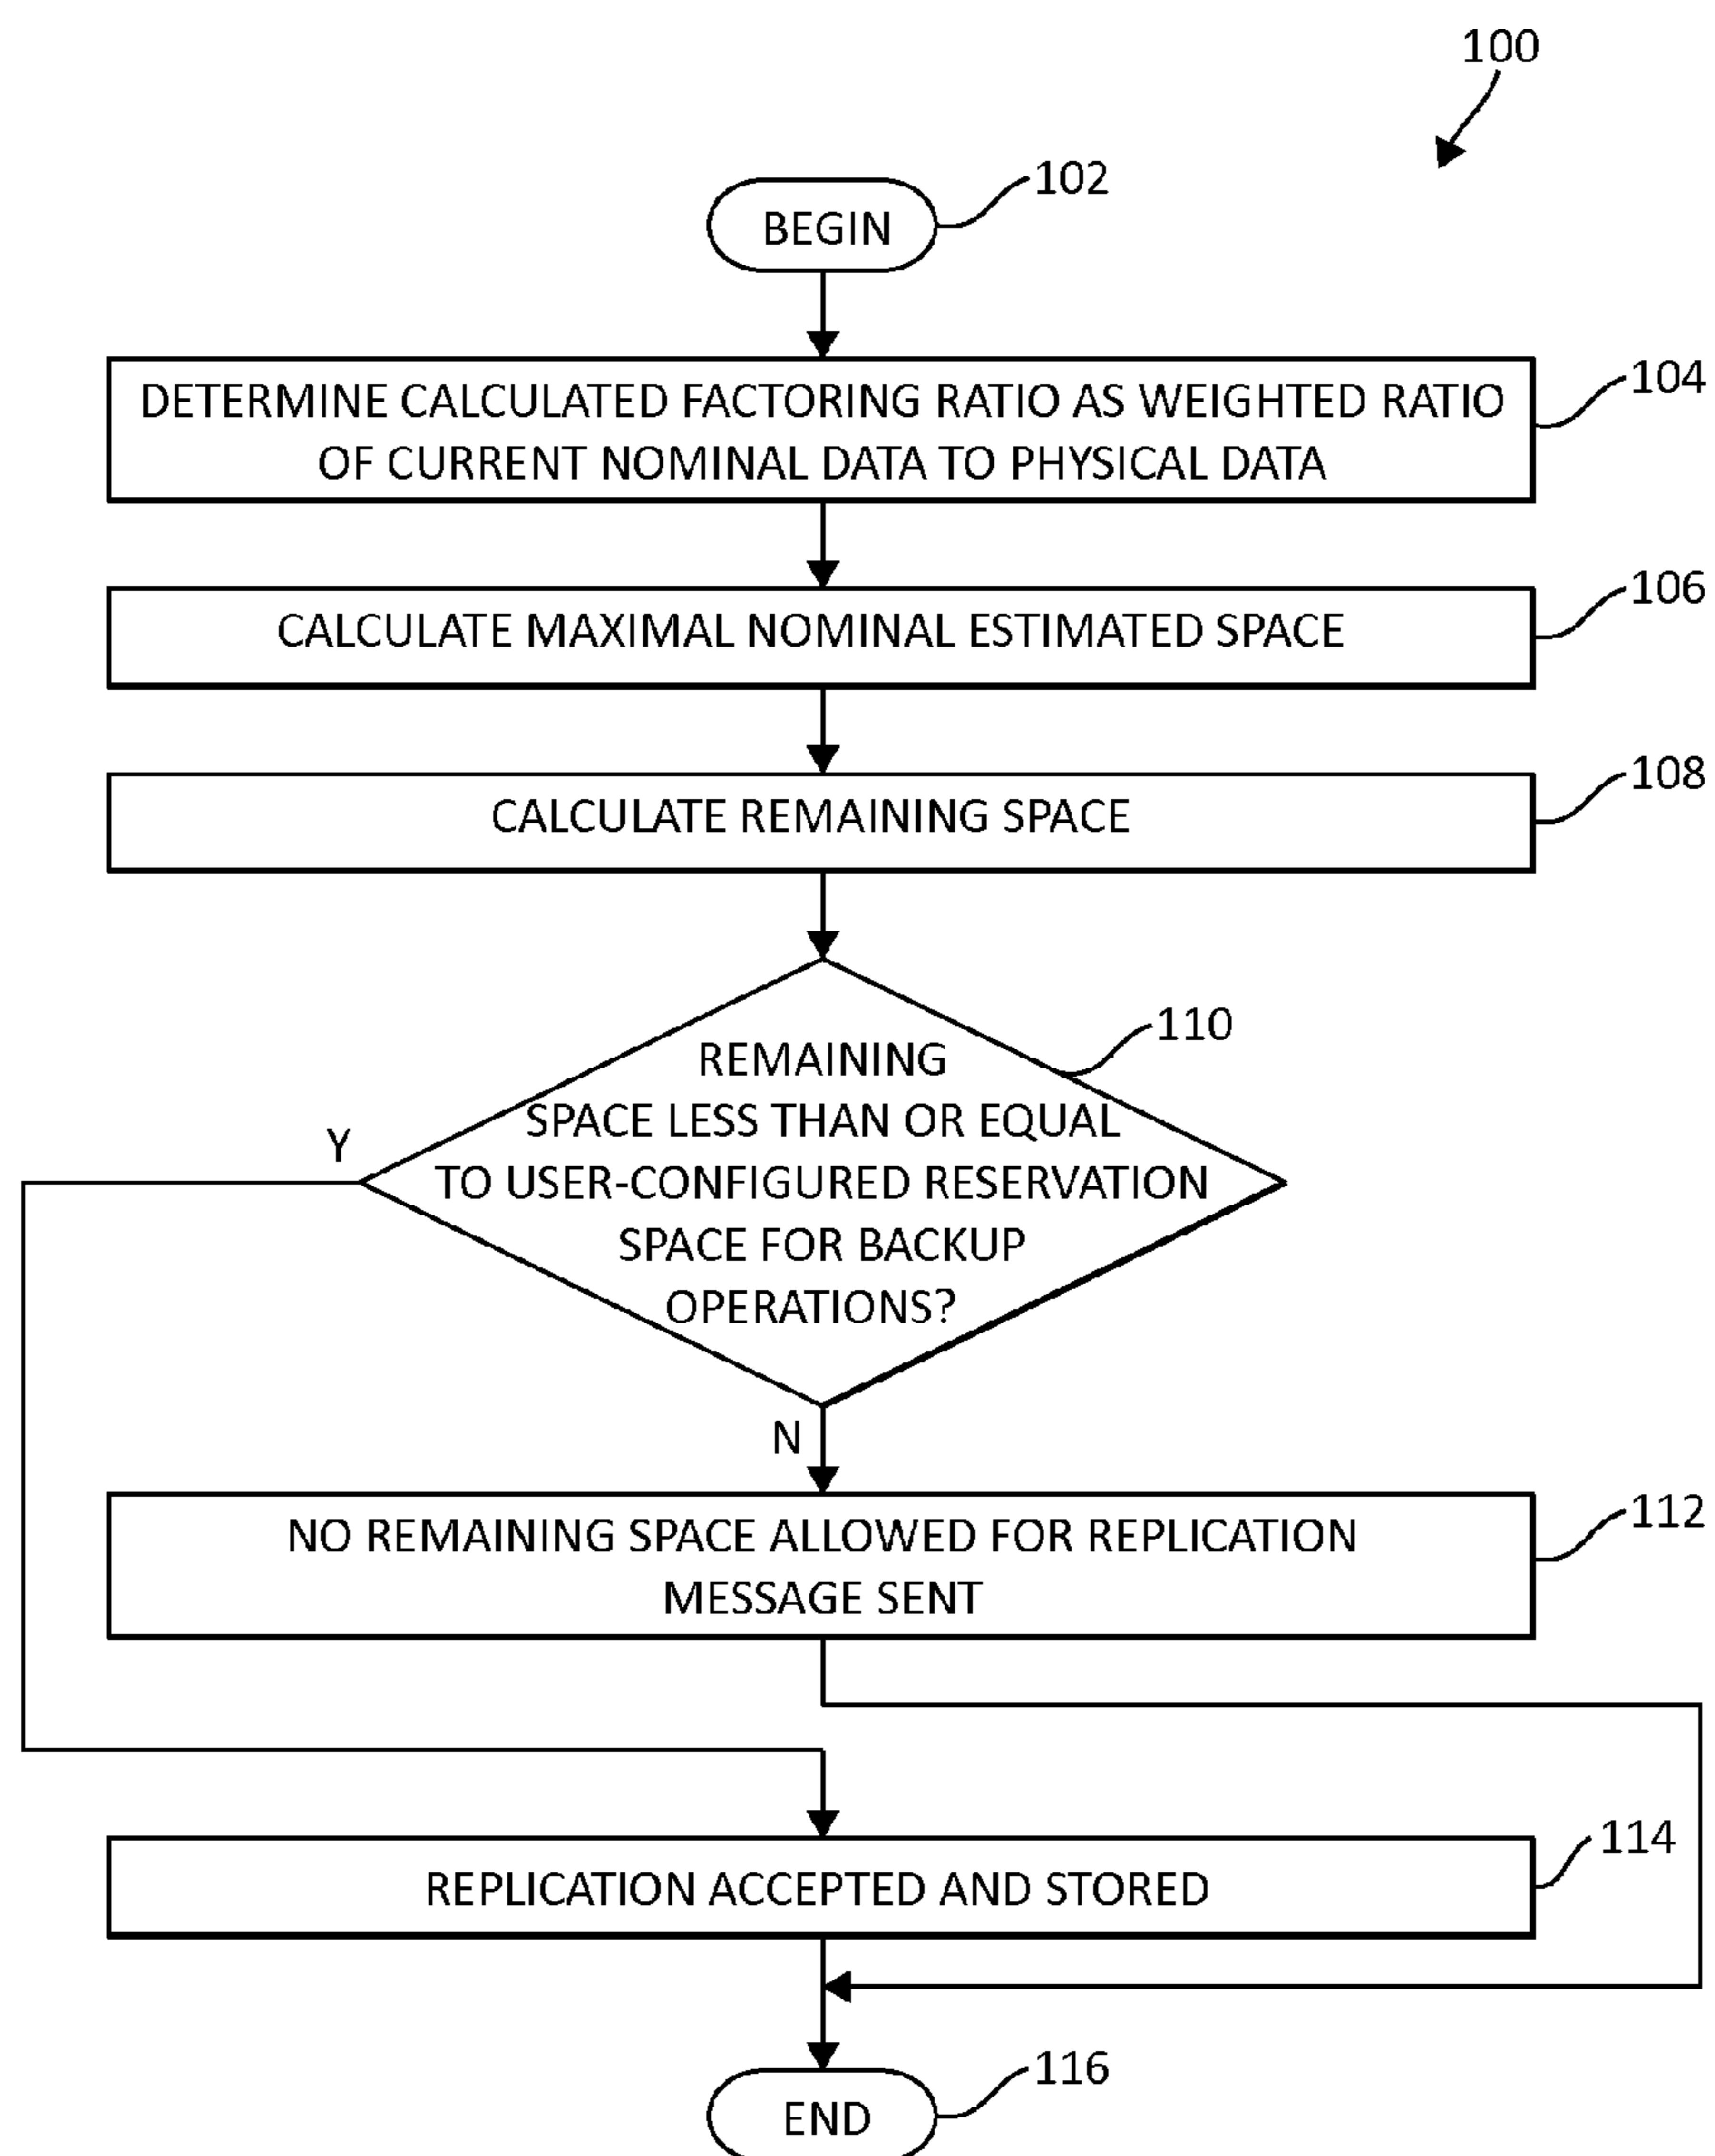 100
102
BEGIN
104
DETERMINE CALCULATED FACTORING RATIO AS WEIGHTED RATIO
OF CURRENT NOMINAL DATA TO PHYSICAL DATA
106
CALCULATE MAXIMAL NOMINAL ESTIMATED SPACE
108
CALCULATE REMAINING SPACE
110
REMAINING
SPACE LESS THAN OR EQUAL
TO USER-CONFIGURED RESERVATION
SPACE FOR BACKUP
OPERATIONS?
Y
N
112
NO REMAINING SPACE ALLOWED FOR REPLICATION
MESSAGE SENT
114
REPLICATION ACCEPTED AND STORED
116
END